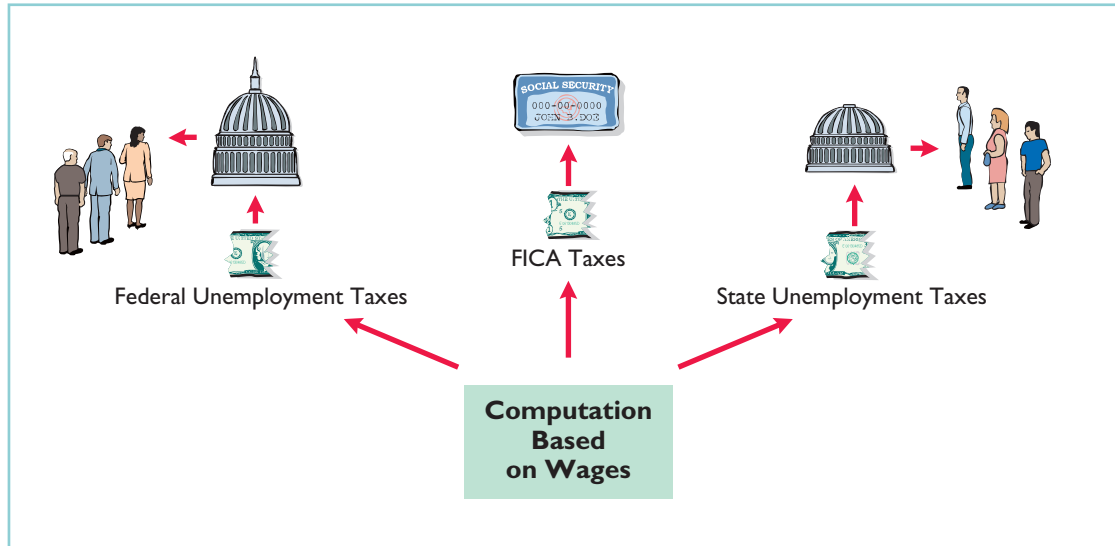 SOCIAL SECURITY
000-00-0000
JOHN B.DOE
FICA Taxes
Federal Unemployment Taxes
State Unemployment Taxes
Computation
Based
on Wages